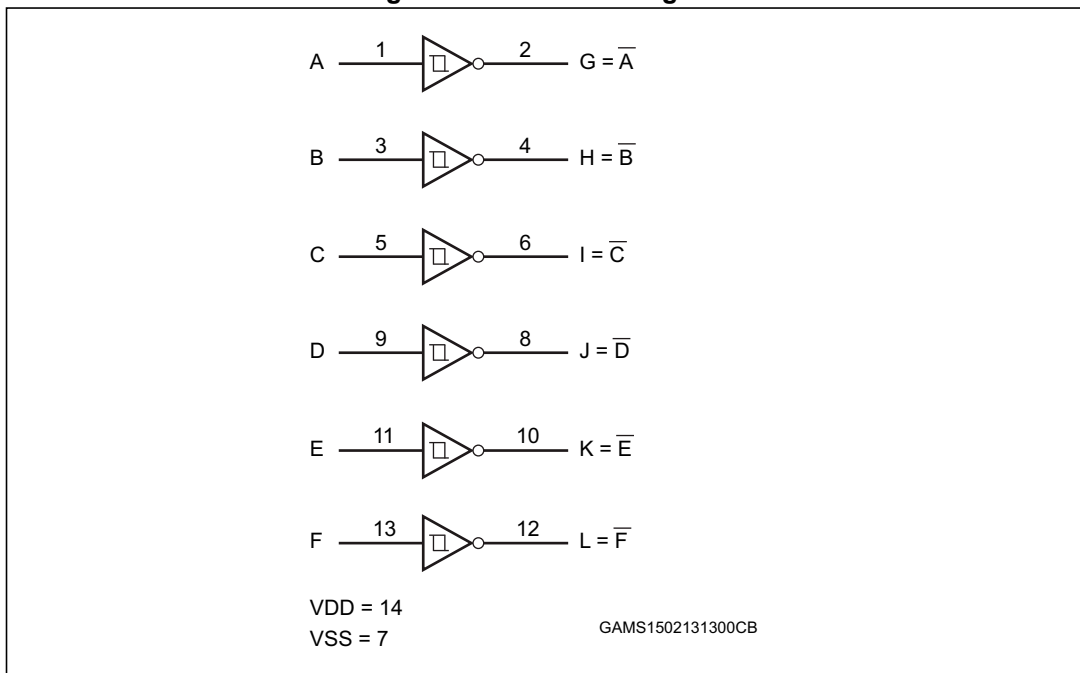 A 1 2 G = A̅
B 3 4 H = B̅
C 5 6 I = C̅
D 9 8 J = D̅
E 11 10 K = E̅
F 13 12 L = F̅
VDD = 14
VSS = 7
GAMS1502131300CB